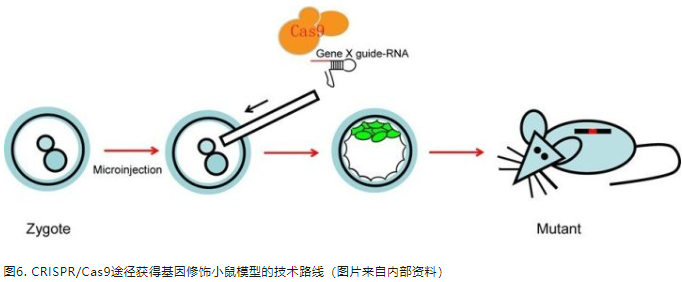 Cas9
Gene X guide-RNA
Microinjection
Zygote
Mutant
图6. CRISPR/Cas9途径获得基因修饰小鼠模型的技术路线（图片来自内部资料）